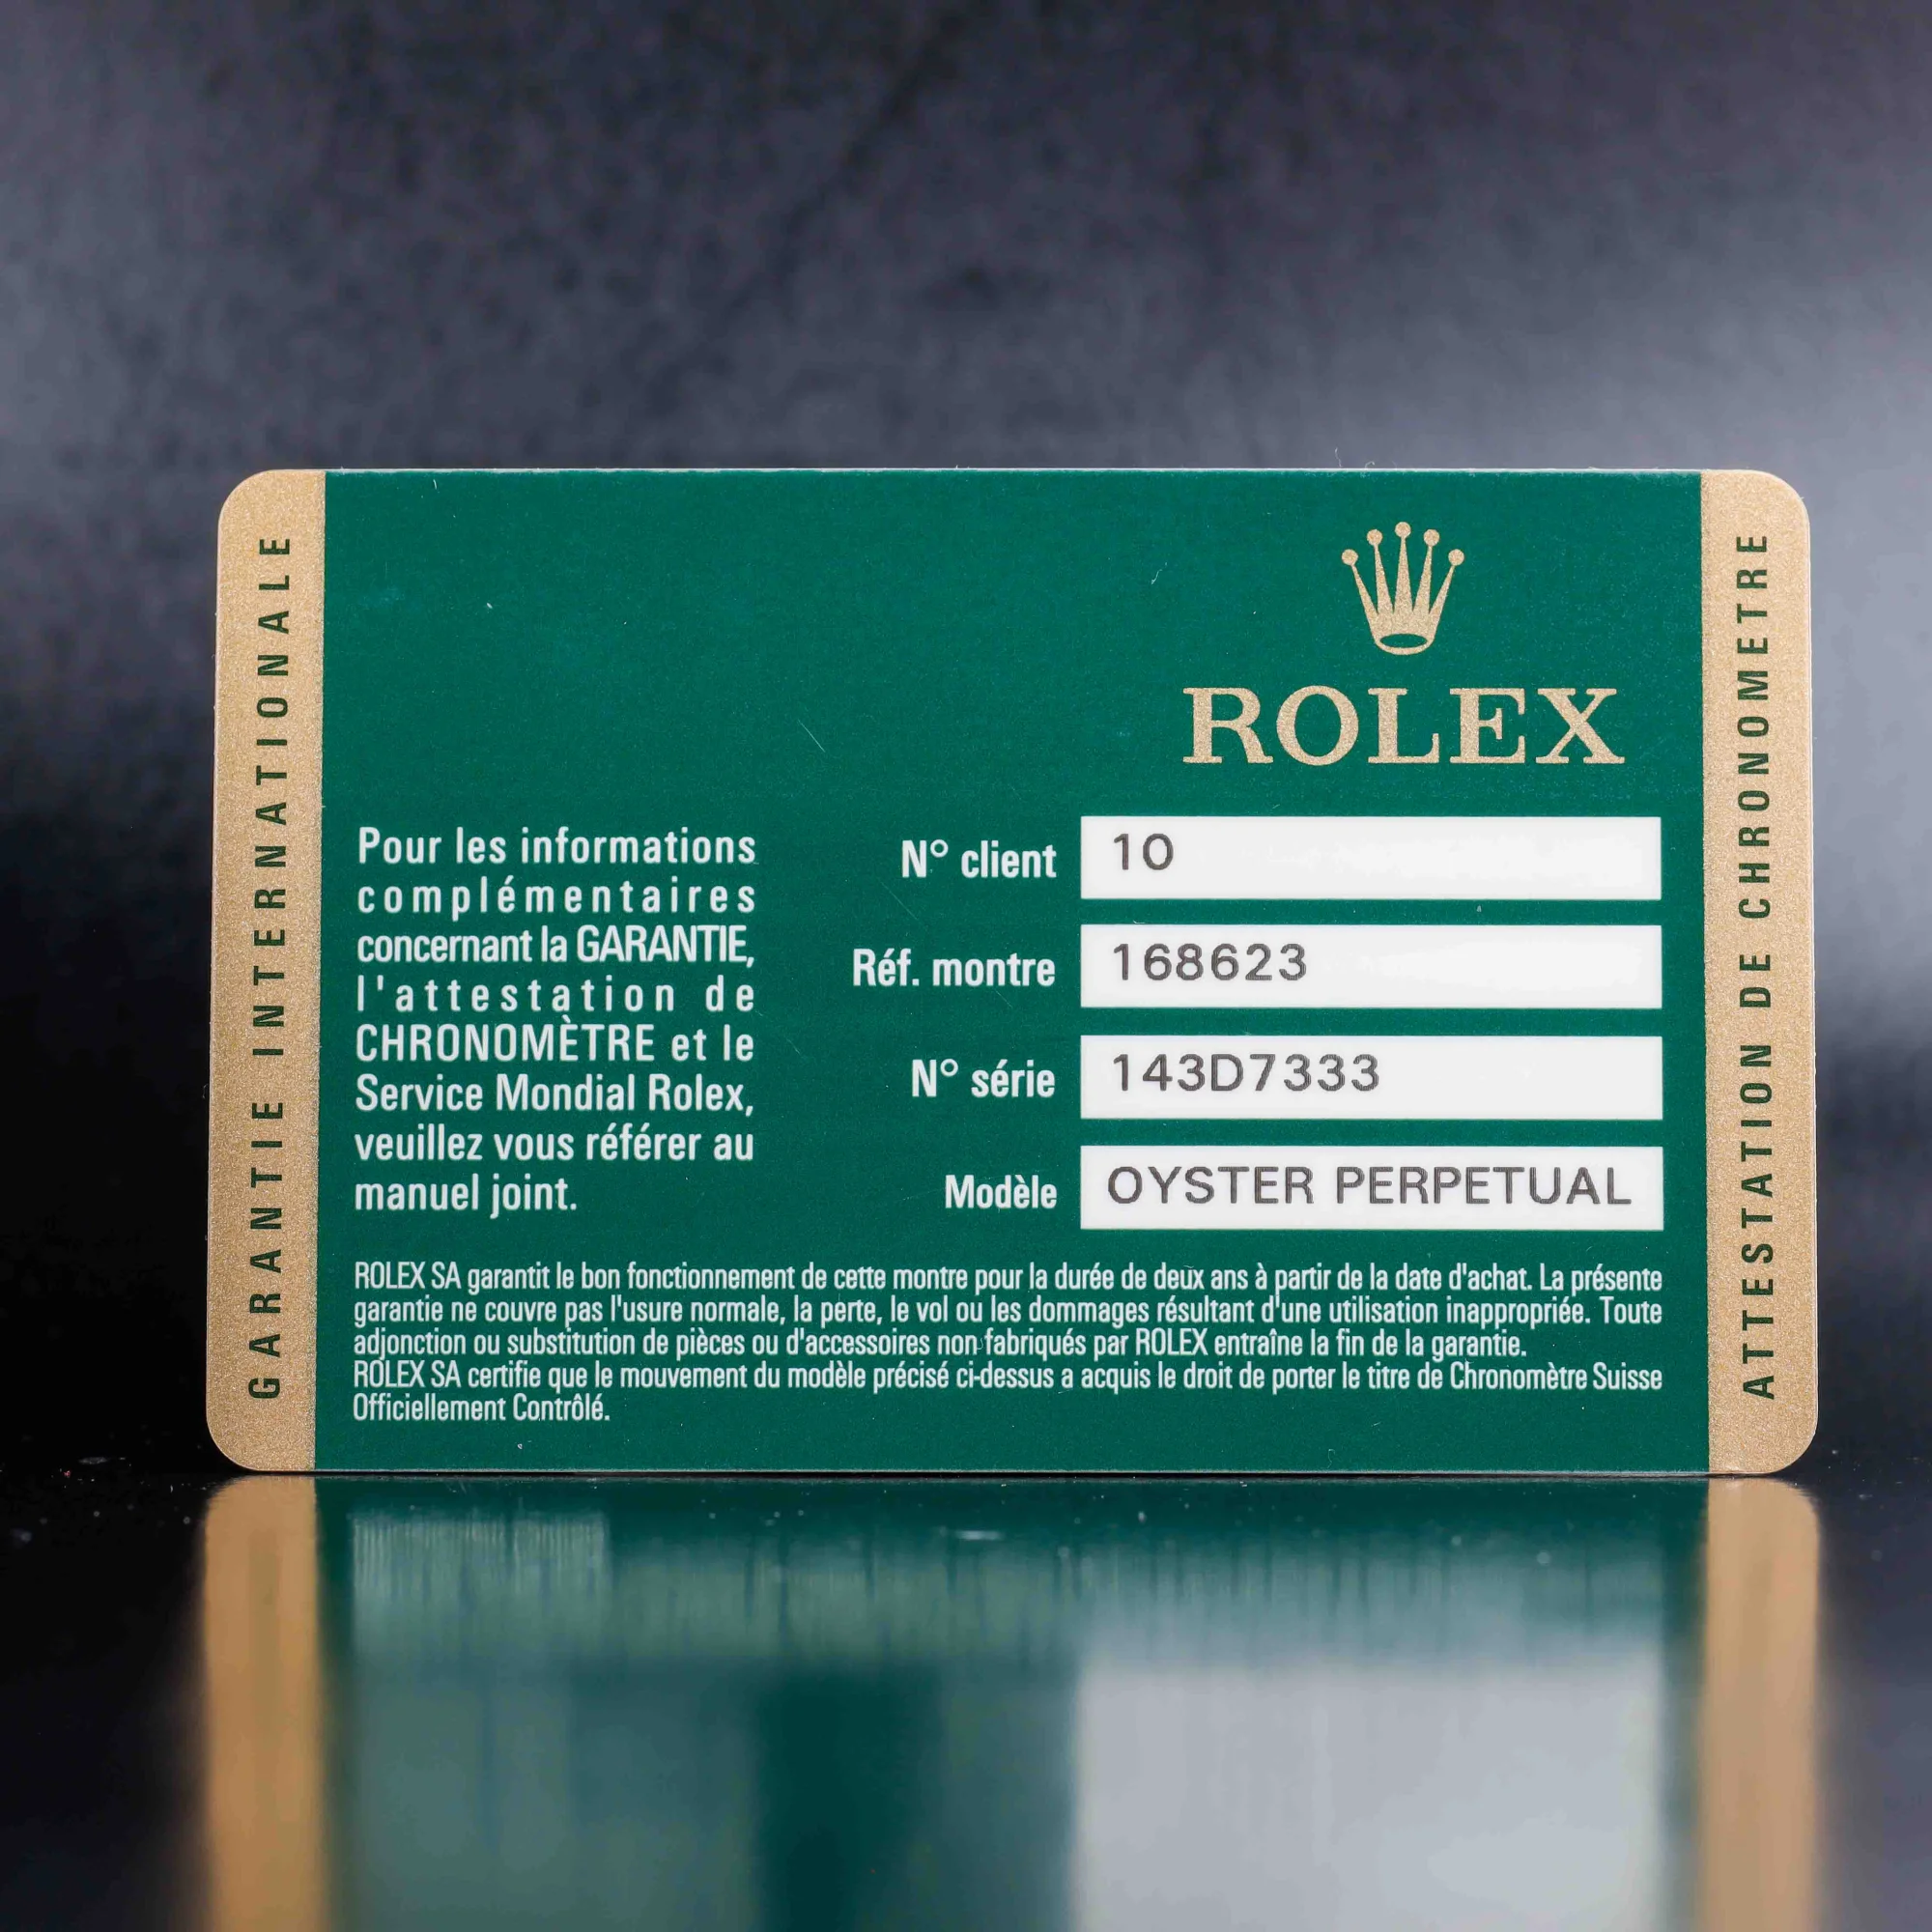 GARANTIE INTERNATIONALE
ROLEX
Pour les informations
complémentaires
concernant la GARANTIE,
l'attestation de
CHRONOMÈTRE et le
Service Mondial Rolex,
veuillez vous référer au
manuel joint.
N° client 10
Réf. montre 168623
N° série 143D7333
Modèle OYSTER PERPETUAL
ROLEX SA garantit le bon fonctionnement de cette montre pour la durée de deux ans à partir de la date d'achat. La présente
garantie ne couvre pas l'usure normale, la perte, le vol ou les dommages résultant d'une utilisation inappropriée. Toute
adjonction ou substitution de pièces ou d'accessoires non fabriqués par ROLEX entraîne la fin de la garantie.
ROLEX SA certifie que le mouvement du modèle précisé ci-dessus a acquis le droit de porter le titre de Chronomètre Suisse
Officiellement Contrôlé.
ATTESTATION DE CHRONOMETRE